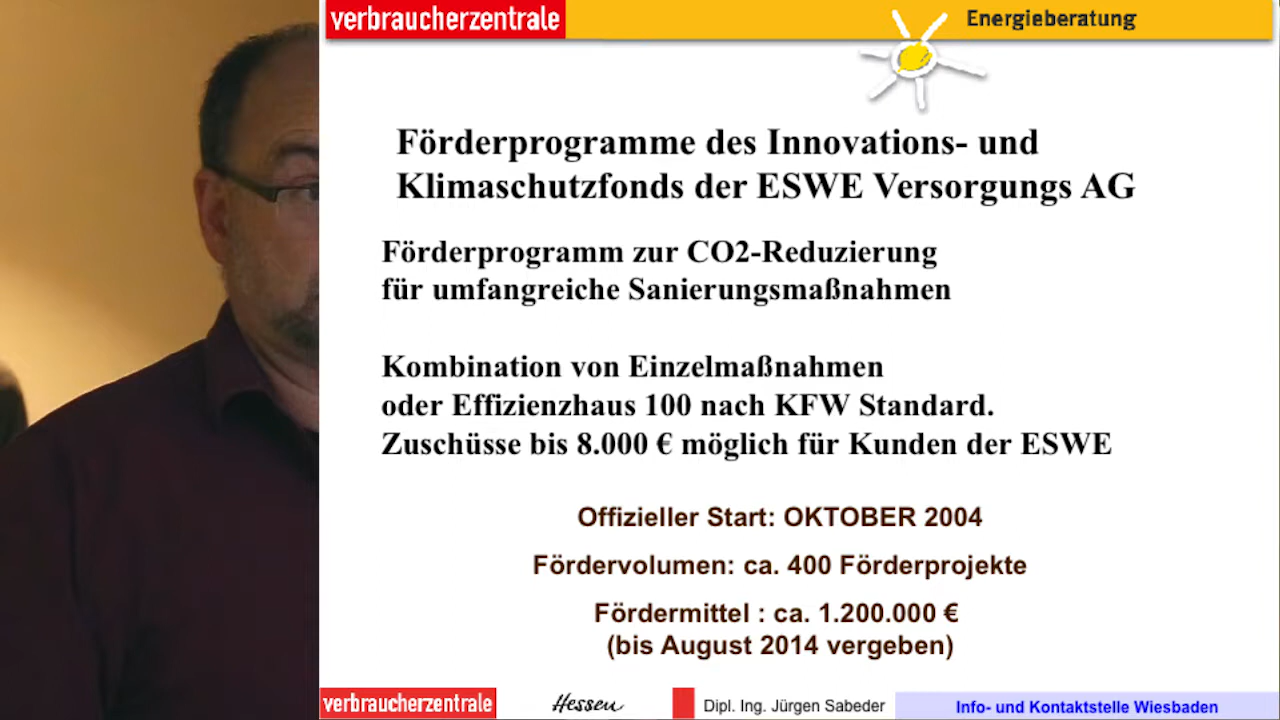 verbraucherzentrale
Energieberatung
Förderprogramme des Innovations- und
Klimaschutzfonds der ESWE Versorgungs AG
Förderprogramm zur CO2-Reduzierung
für umfangreiche Sanierungsmaßnahmen
Kombination von Einzelmaßnahmen
oder Effizienzhaus 100 nach KFW Standard.
Zuschüsse bis 8.000 € möglich für Kunden der ESWE
Offizieller Start: OKTOBER 2004
Fördervolumen: ca. 400 Förderprojekte
Fördermittel : ca. 1.200.000 €
(bis August 2014 vergeben)
verbraucherzentrale
Hessen
Dipl. Ing. Jürgen Sabeder
Info- und Kontaktstelle Wiesbaden